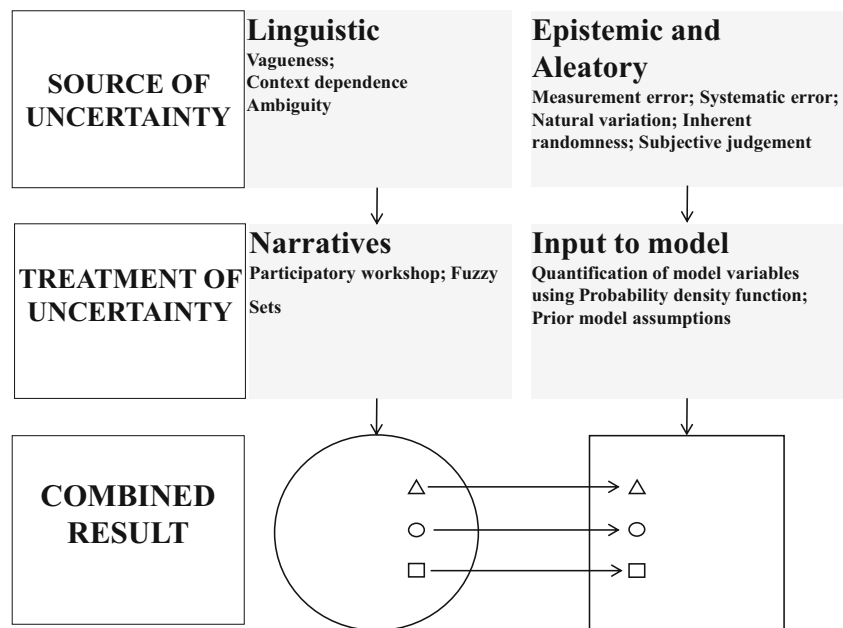 SOURCE OF
UNCERTAINTY
Linguistic
Vagueness;
Context dependence
Ambiguity
Epistemic and
Aleatory
Measurement error; Systematic error;
Natural variation; Inherent
randomness; Subjective judgement
TREATMENT OF
UNCERTAINTY
Narratives
Participatory workshop; Fuzzy
Sets
Input to model
Quantification of model variables
using Probability density function;
Prior model assumptions
COMBINED
RESULT